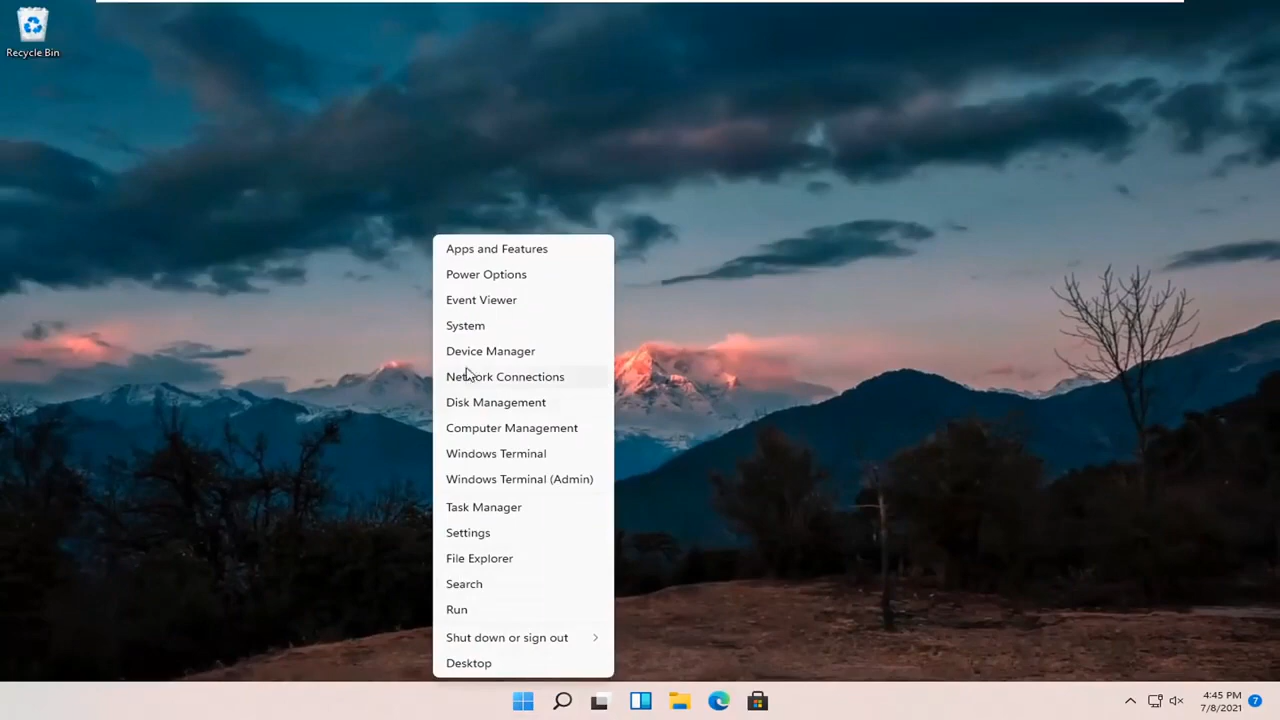 Recycle Bin
Apps and Features
Power Options
Event Viewer
System
Device Manager
Network Connections
Disk Management
Computer Management
Windows Terminal
Windows Terminal (Admin)
Task Manager
Settings
File Explorer
Search
Run
Shut down or sign out
Desktop
4:45 PM
7/8/2021
7